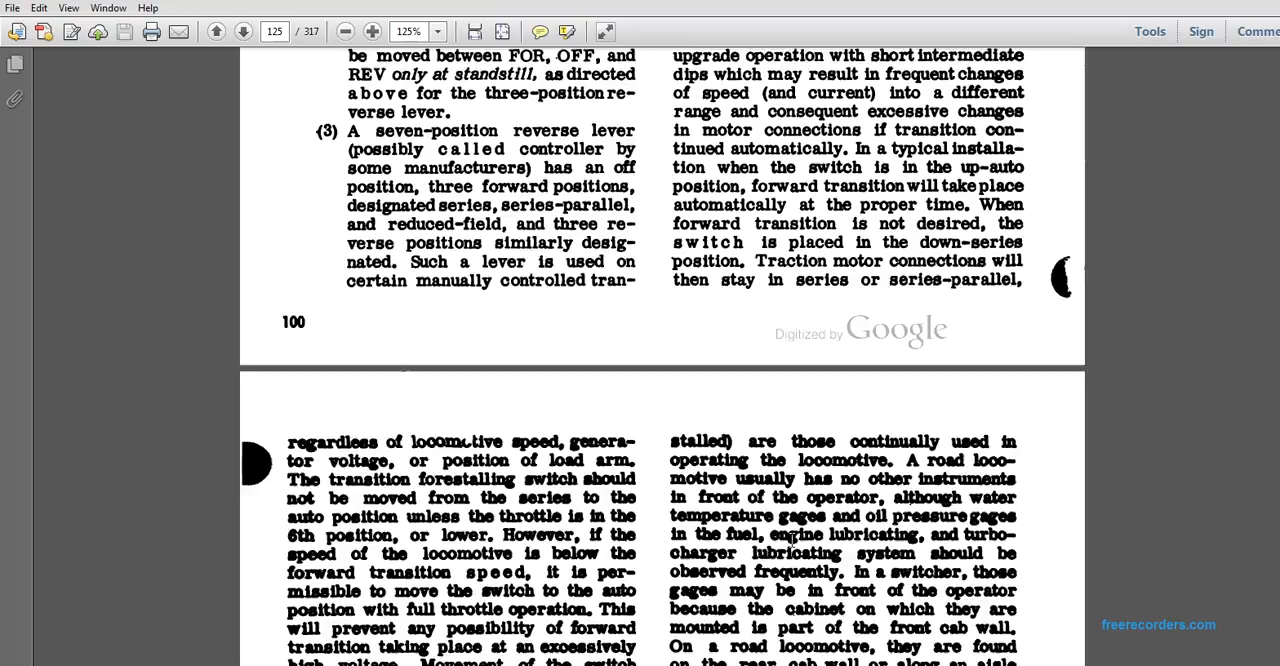 File Edit View Window Help
125 / 317 125% Tools Sign Comme
be moved between FOR, OFF, and
REV only at standstill, as directed
above for the three-position re-
verse lever.
(3) A seven-position reverse lever
(possibly called controller by
some manufacturers) has an off
position, three forward positions,
designated series, series-parallel,
and reduced-field, and three re-
verse positions similarly desig-
nated. Such a lever is used on
certain manually controlled tran-
100
upgrade operation with short intermediate
dips which may result in frequent changes
of speed (and current) into a different
range and consequent excessive changes
in motor connections if transition con-
tinued automatically. In a typical installa-
tion when the switch is in the up-auto
position, forward transition will take place
automatically at the proper time. When
forward transition is not desired, the
switch is placed in the down-series
position. Traction motor connections will
then stay in series or series-parallel,
Digitized by Google
regardless of locomotive speed, genera-
tor voltage, or position of load arm.
The transition forestalling switch should
not be moved from the series to the
auto position unless the throttle is in the
6th position, or lower. However, if the
speed of the locomotive is below the
forward transition speed, it is per-
missible to move the switch to the auto
position with full throttle operation. This
will prevent any possibility of forward
transition taking place at an excessively
high voltage. Movement of the switch
stalled) are those continually used in
operating the locomotive. A road loco-
motive usually has no other instruments
in front of the operator, although water
temperature gages and oil pressure gages
in the fuel, engine lubricating, and turbo-
charger lubricating system should be
observed frequently. In a switcher, those
gages may be in front of the operator
because the cabinet on which they are
mounted is part of the front cab wall.
On a road locomotive, they are found
on the rear cab wall or along an aisle
freerecorders.com